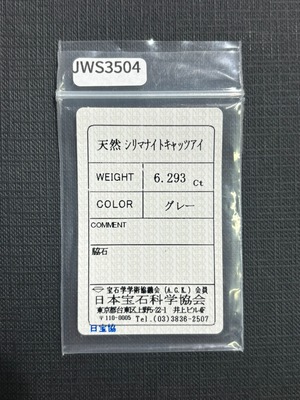 JWS3504
天然 シリマナイトキャッツアイ
WEIGHT 6.293 Ct
COLOR グレー
COMMENT
脇石
宝石学学術協議会 (A.G.L.) 会員
日本宝石科学協会
東京都台東区上野5-22-1 井上ビル4F
〒110-0005 Tel.(03)3836-2507
日宝協